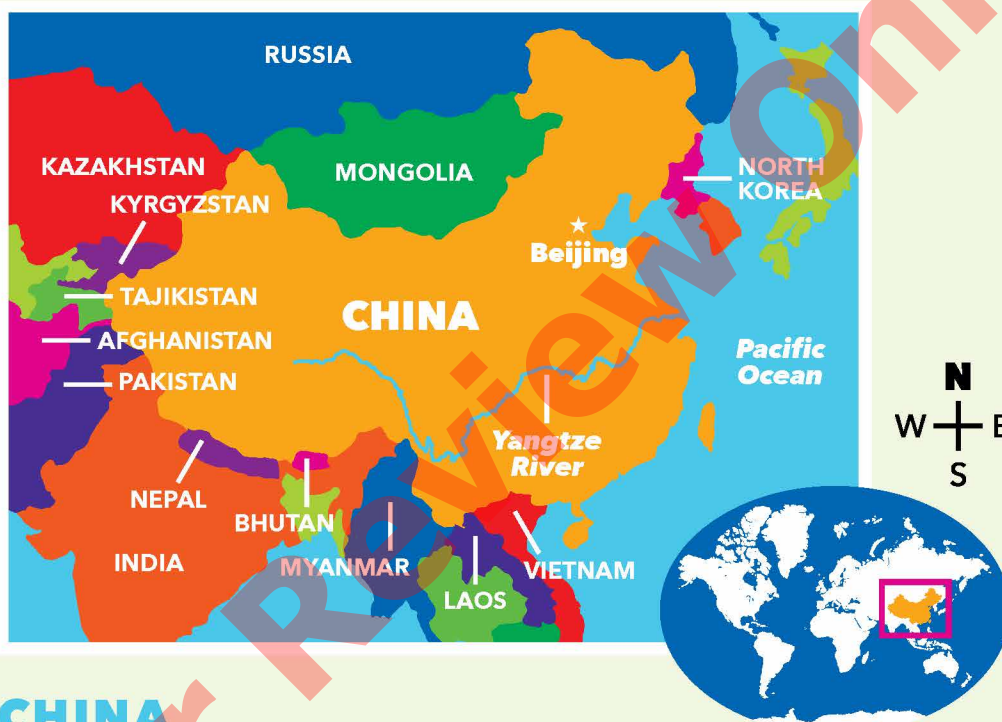 RUSSIA
KAZAKHSTAN
MONGOLIA
NORTH
KOREA
KYRGYZSTAN
Beijing
TAJIKISTAN
CHINA
AFGHANISTAN
Pacific
Ocean
PAKISTAN
N
W E
S
Yangtze
River
NEPAL
BHUTAN
INDIA
MYANMAR
VIETNAM
LAOS
CHINA
r Review Onl